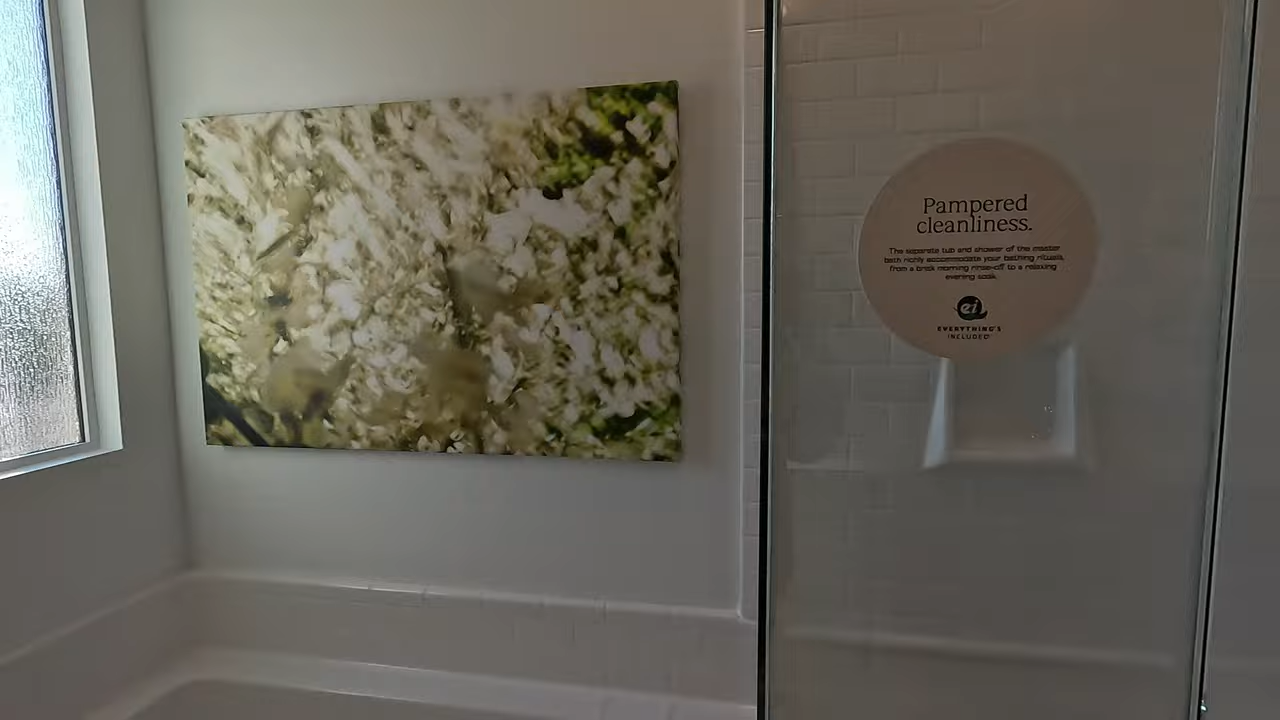 Pampered
cleanliness.
The separate tub and shower of the master
bath richly accommodate your bathing rituals,
from a brisk morning rinse-off to a relaxing
evening soak.
ei
EVERYTHING'S
INCLUDED